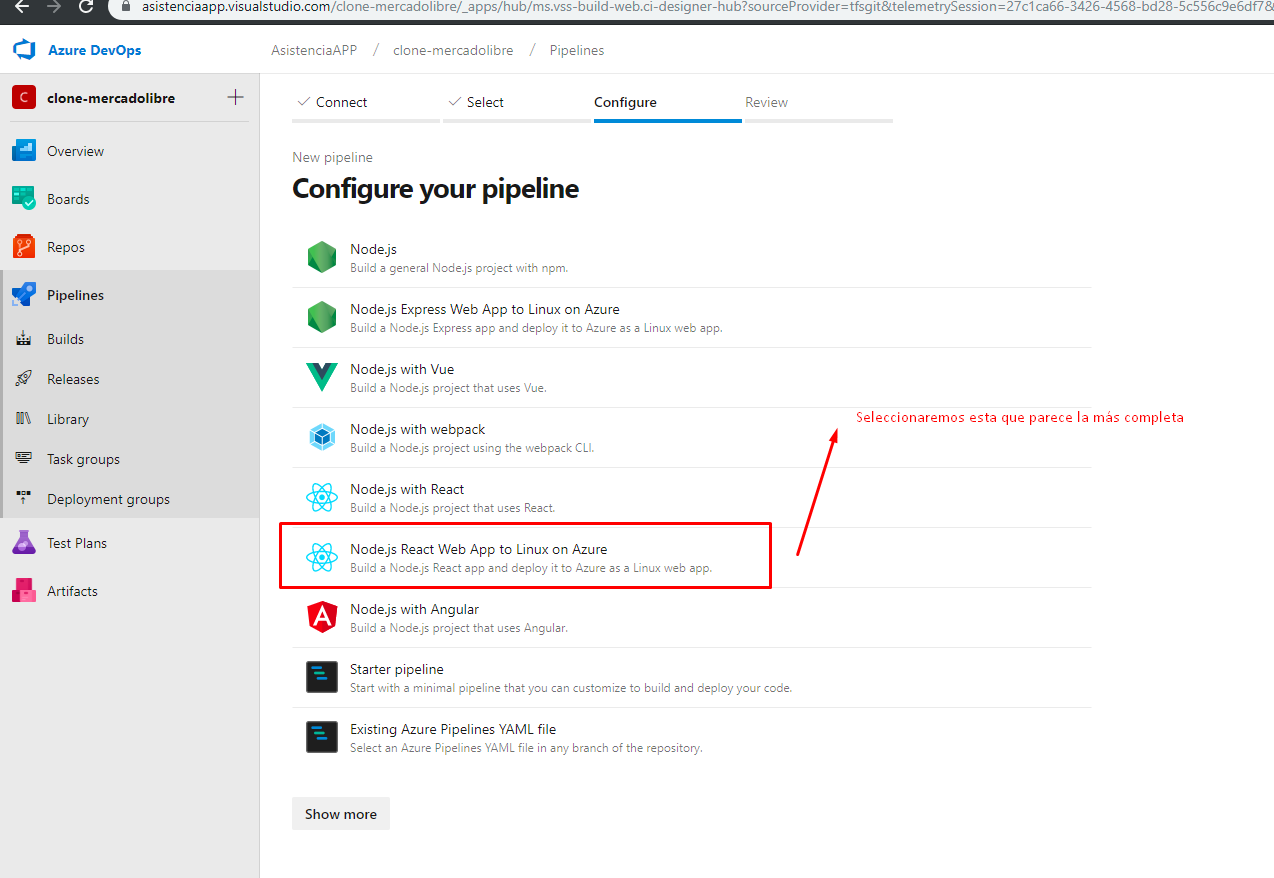 asistenciaapp.visualstudio.com/clone-mercadolibre/_apps/hub/ms.vss-build-web.ci-designer-hub?sourceProvider=tfsgit&telemetrySession=27c1ca66-3426-4568-bd28-5c556c9e6df7&
Azure DevOps
AsistenciaAPP / clone-mercadolibre / Pipelines
C clone-mercadolibre
Overview
Boards
Repos
Pipelines
Builds
Releases
Library
Task groups
Deployment groups
Test Plans
Artifacts
Connect
Select
Configure
Review
New pipeline
Configure your pipeline
Node.js
Build a general Node.js project with npm.
Node.js Express Web App to Linux on Azure
Build a Node.js Express app and deploy it to Azure as a Linux web app.
Node.js with Vue
Build a Node.js project that uses Vue.
Node.js with webpack
Build a Node.js project using the webpack CLI.
Node.js with React
Build a Node.js project that uses React.
Node.js React Web App to Linux on Azure
Build a Node.js React app and deploy it to Azure as a Linux web app.
Node.js with Angular
Build a Node.js project that uses Angular.
Starter pipeline
Start with a minimal pipeline that you can customize to build and deploy your code.
Existing Azure Pipelines YAML file
Select an Azure Pipelines YAML file in any branch of the repository.
Show more
Seleccionaremos esta que parece la más completa